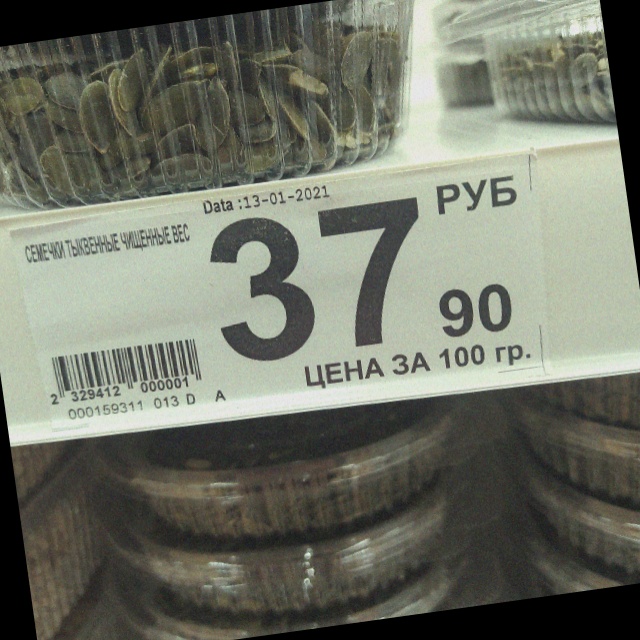 Data :13-01-2021
СЕМЕЧКИ ТЫКВЕННЫЕ ЧИЩЕННЫЕ ВЕС
37 РУБ
90
ЦЕНА ЗА 100 гр.
2 329412 000001
000159311 013 D A